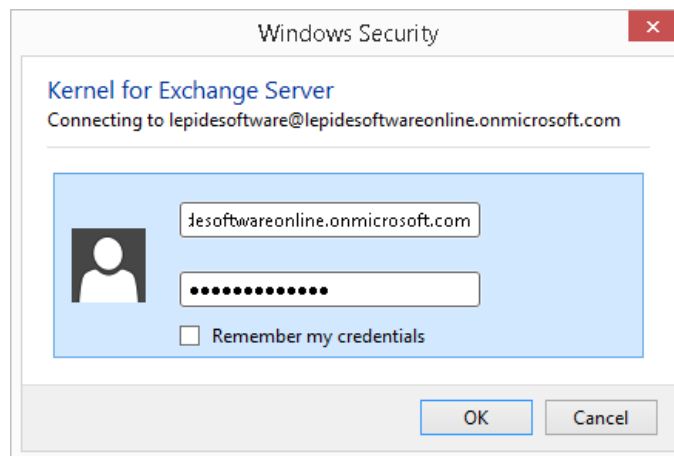 Windows Security
Kernel for Exchange Server
Connecting to lepidesoftware@lepidesoftwareonline.onmicrosoft.com
desoftwareonline.onmicrosoft.com
●●●●●●●●●●●●●
Remember my credentials
OK
Cancel